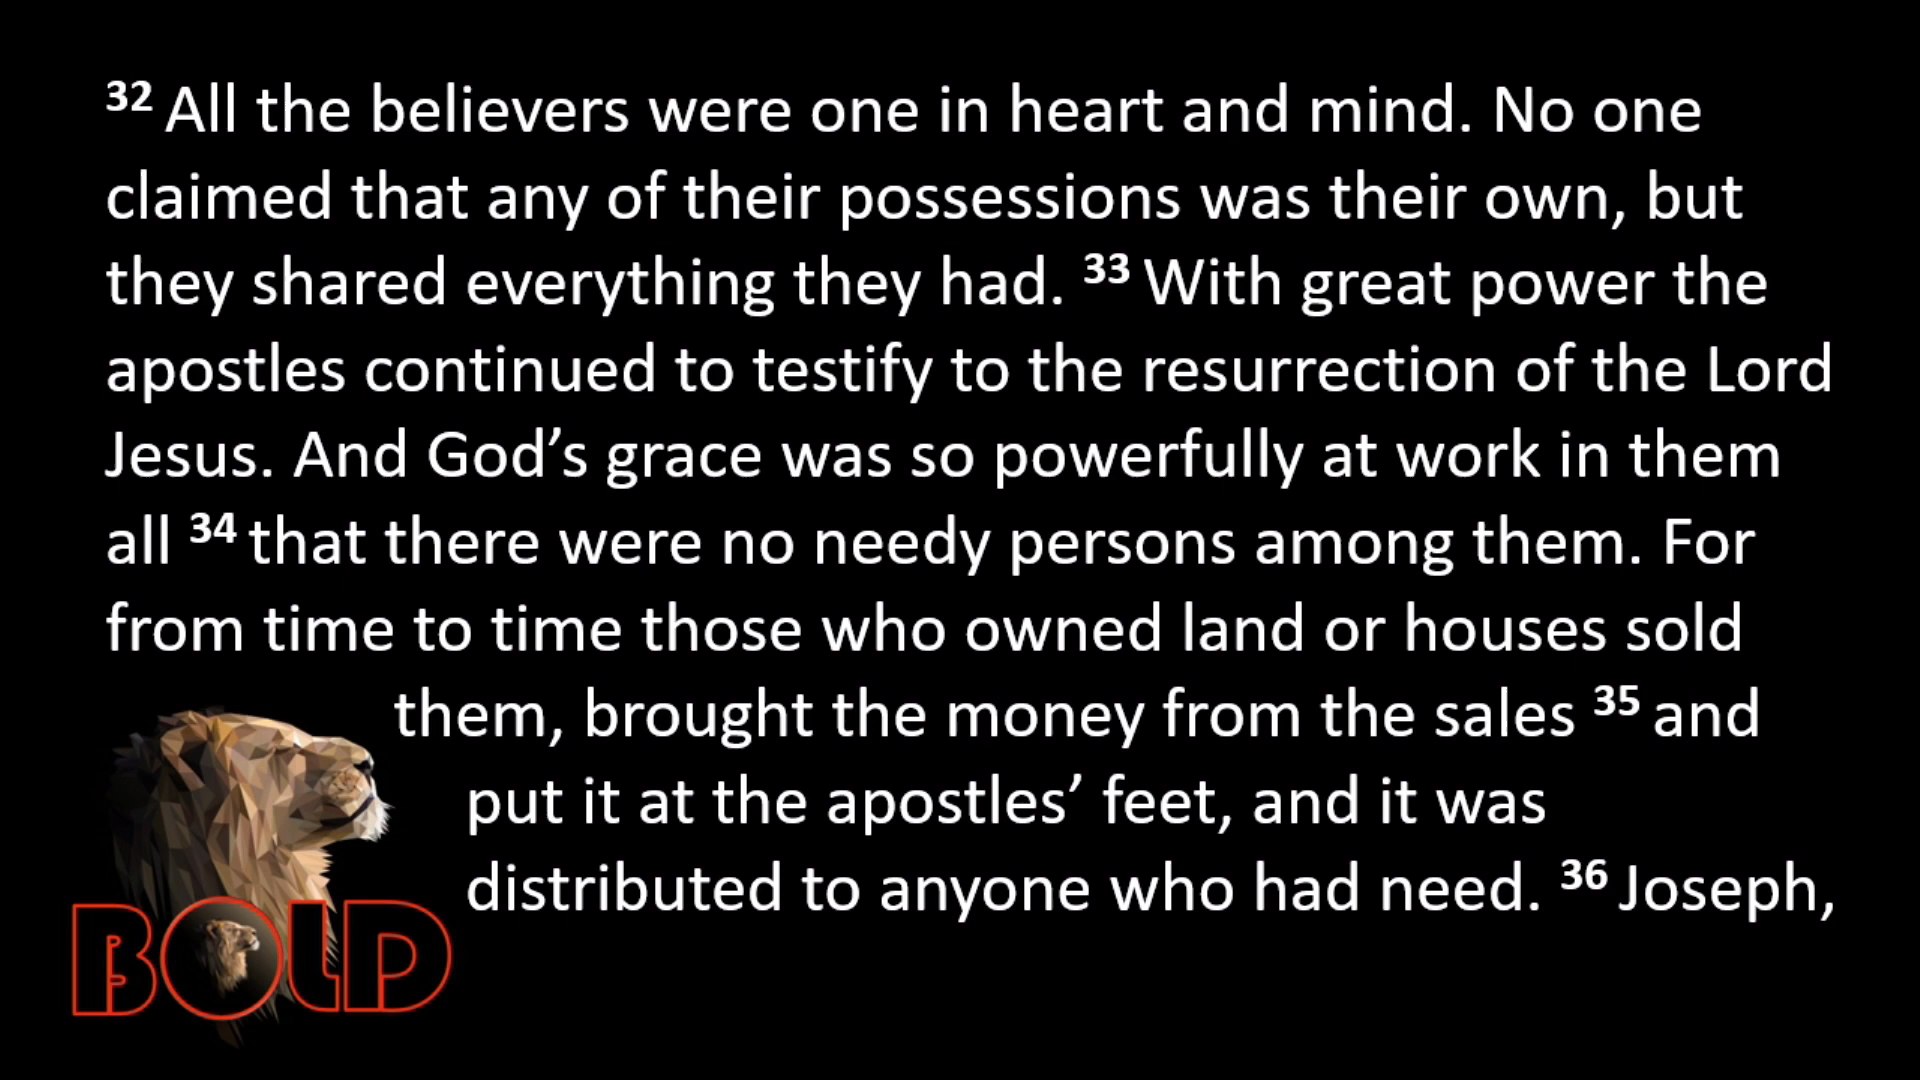 32 All the believers were one in heart and mind. No one
claimed that any of their possessions was their own, but
they shared everything they had. 33 With great power the
apostles continued to testify to the resurrection of the Lord
Jesus. And God’s grace was so powerfully at work in them
all 34 that there were no needy persons among them. For
from time to time those who owned land or houses sold
them, brought the money from the sales 35 and
put it at the apostles’ feet, and it was
distributed to anyone who had need. 36 Joseph,
BOLD